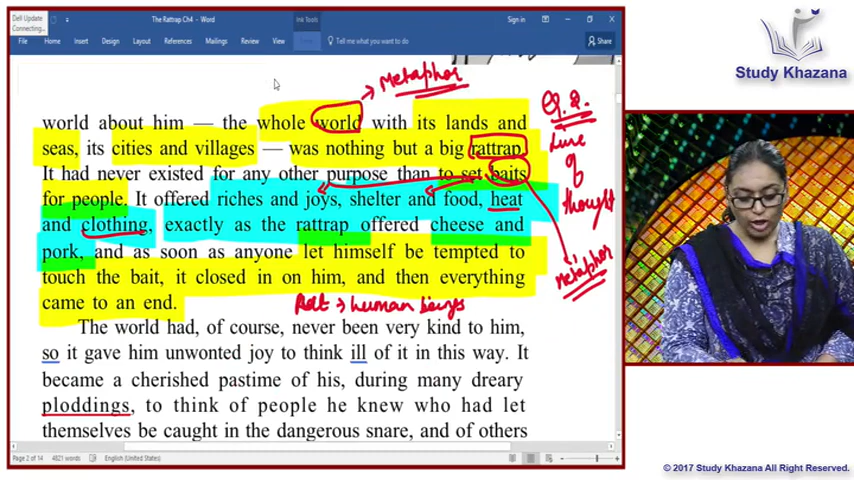 Dell Update
Connecting...
The Rattrap Ch4 - Word
Ink Tools
Sign in
File Home Insert Design Layout References Mailings Review View
Tell me what you want to do
Share
Study Khazana
Metaphor
world about him — the whole world with its lands and
seas, its cities and villages — was nothing but a big rattrap.
It had never existed for any other purpose than to set baits
for people. It offered riches and joys, shelter and food, heat
and clothing, exactly as the rattrap offered cheese and
pork, and as soon as anyone let himself be tempted to
touch the bait, it closed in on him, and then everything
came to an end.
Q.2.
Line
of
thought
metaphor
Rat → human beings
The world had, of course, never been very kind to him,
so it gave him unwonted joy to think ill of it in this way. It
became a cherished pastime of his, during many dreary
ploddings, to think of people he knew who had let
themselves be caught in the dangerous snare, and of others
Page 2 of 14 4821 words English (United States)
© 2017 Study Khazana All Rights Reserved.